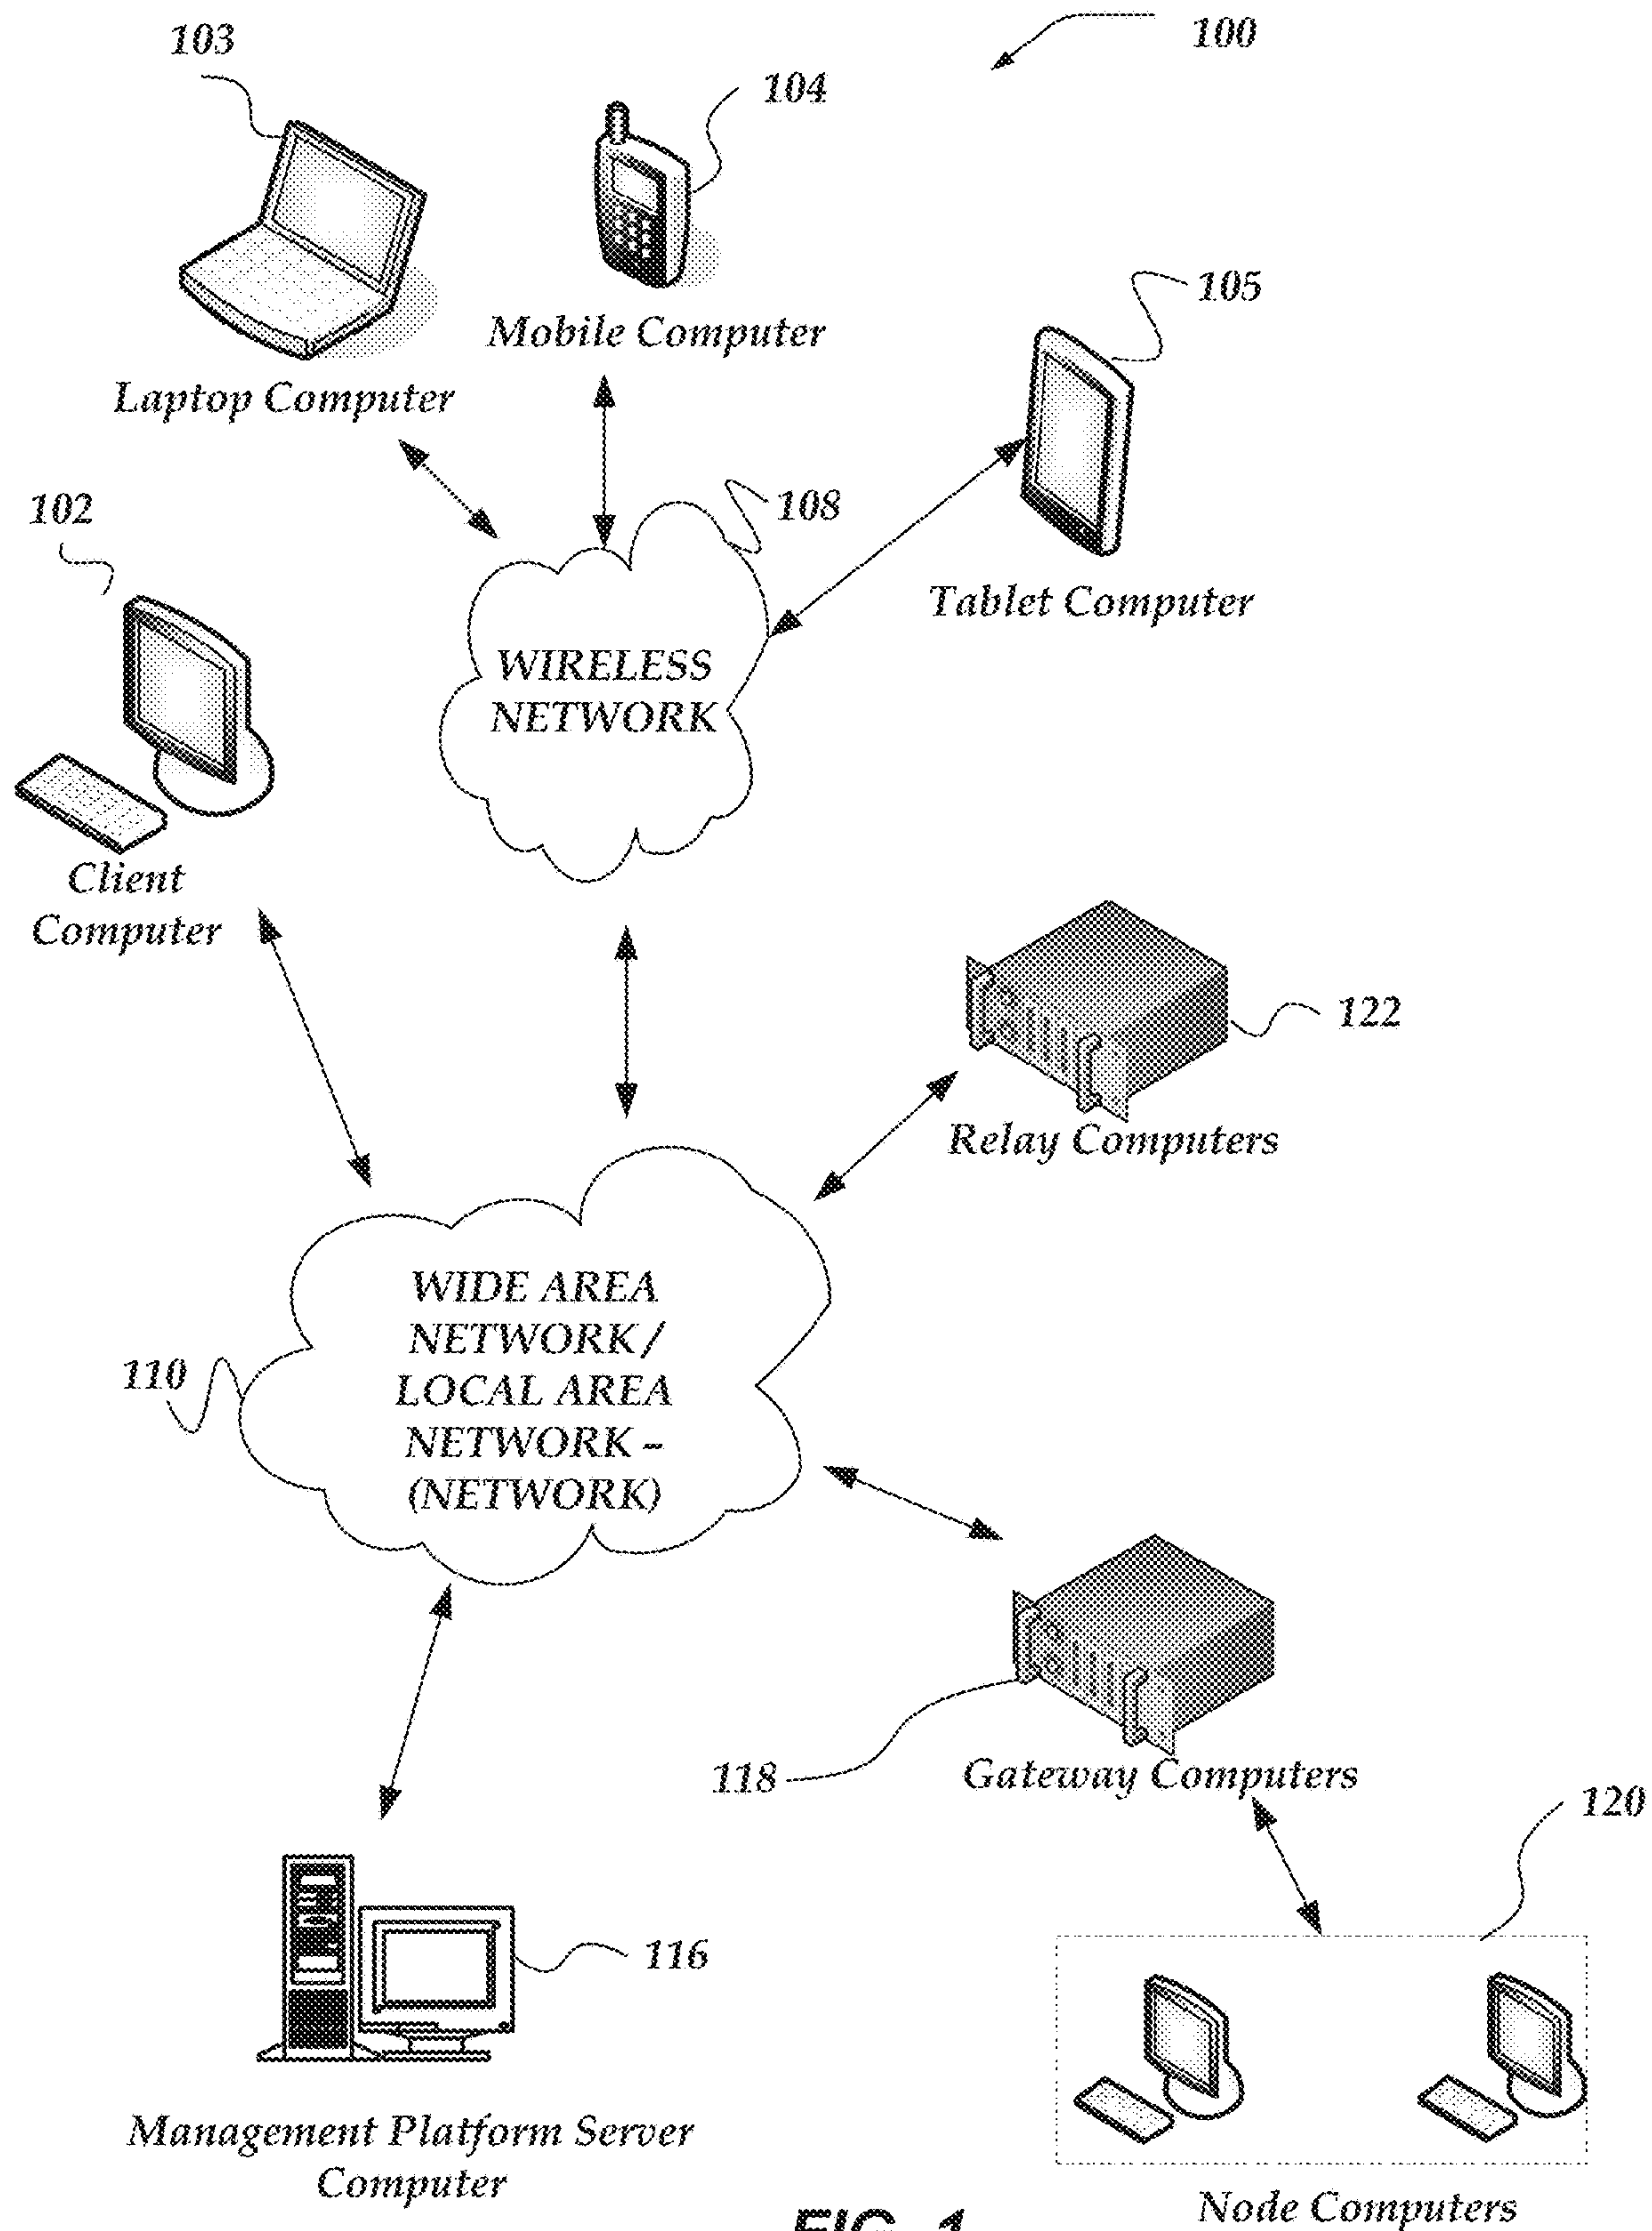 103
100
104
105
Mobile Computer
Laptop Computer
102
108
Tablet Computer
WIRELESS
NETWORK
Client
Computer
122
Relay Computers
WIDE AREA
NETWORK /
LOCAL AREA
NETWORK –
(NETWORK)
110
118
Gateway Computers
120
116
Management Platform Server
Computer
Node Computers
FIG. 1